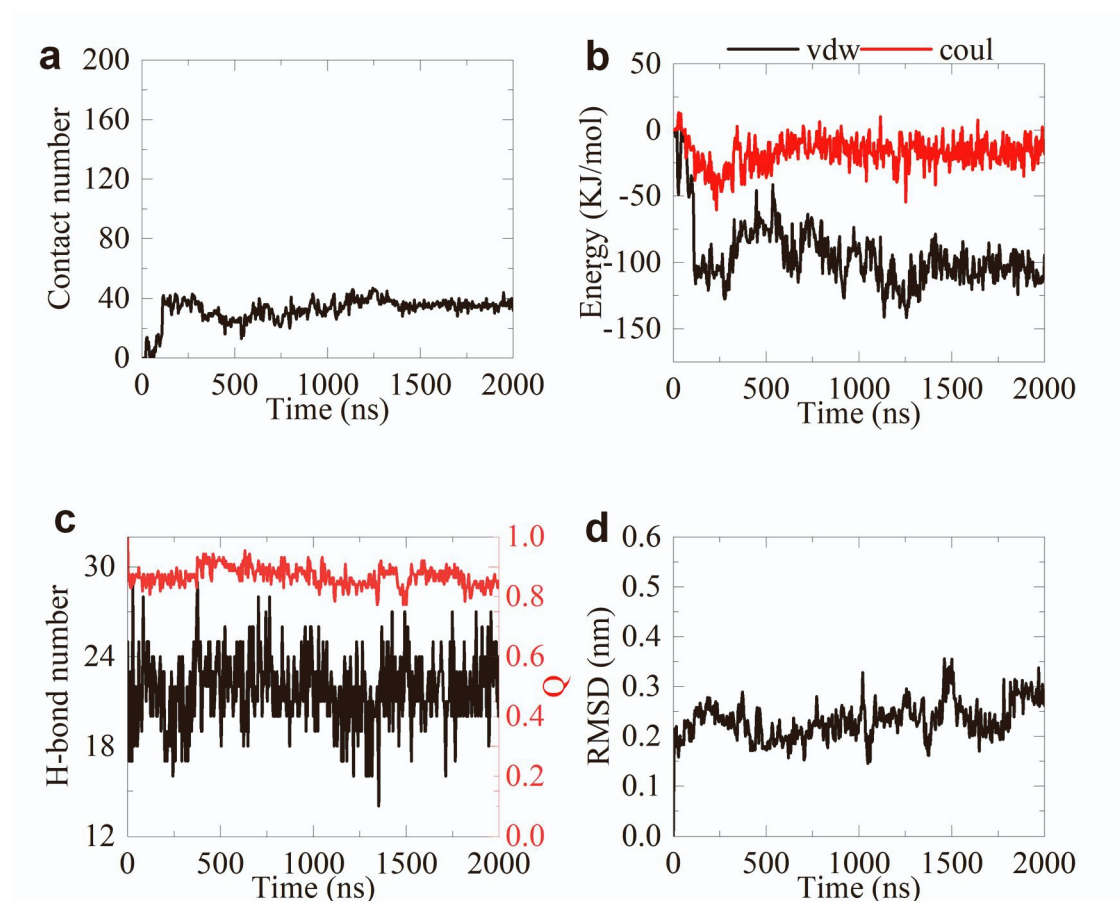 a
200
160
120
80
40
0
Contact number
0 500 1000 1500 2000
Time (ns)
b
vdw coul
50
0
-50
-100
-150
Energy (KJ/mol)
0 500 1000 1500 2000
Time (ns)
c
30
24
18
12
H-bond number
1.0
0.8
0.6
0.4
0.2
0.0
Q
0 500 1000 1500 2000
Time (ns)
d
0.6
0.5
0.4
0.3
0.2
0.1
0.0
RMSD (nm)
0 500 1000 1500 2000
Time (ns)